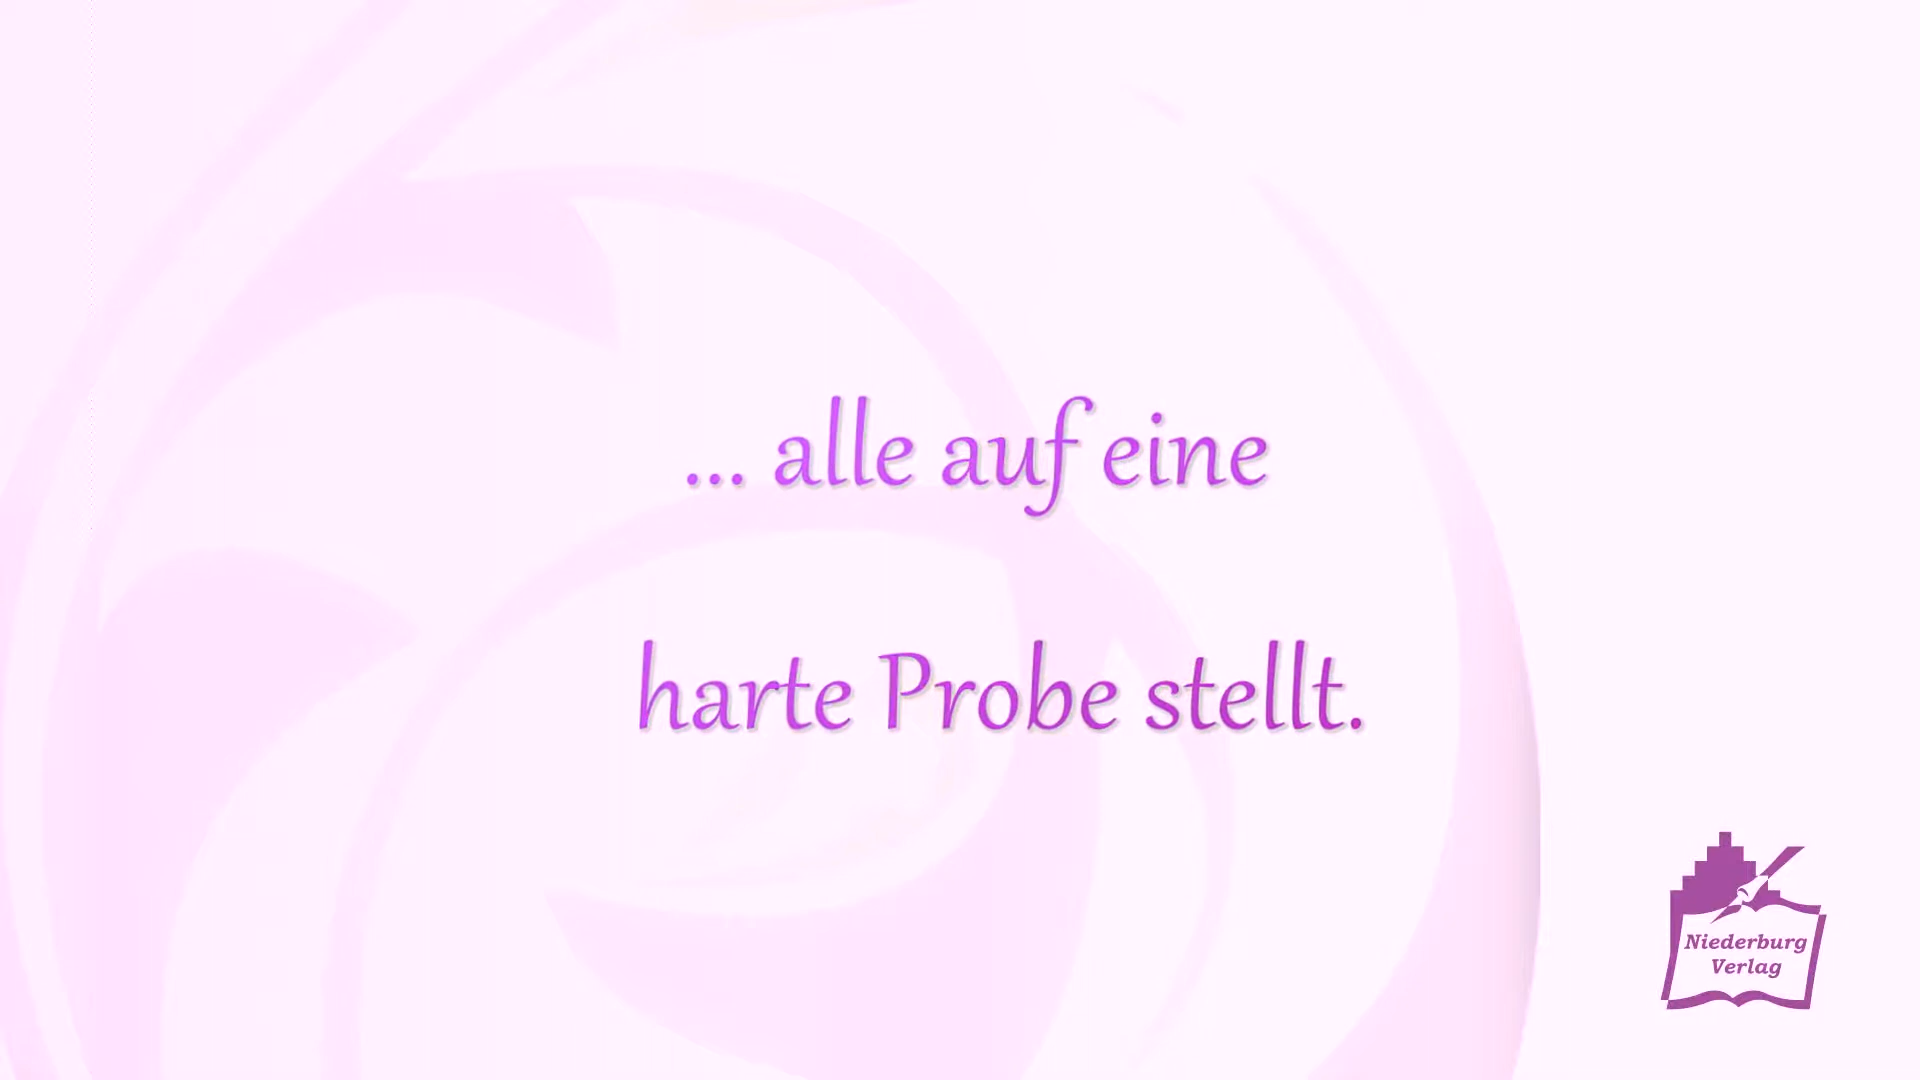 ... alle auf eine
harte Probe stellt.
Niederburg
Verlag